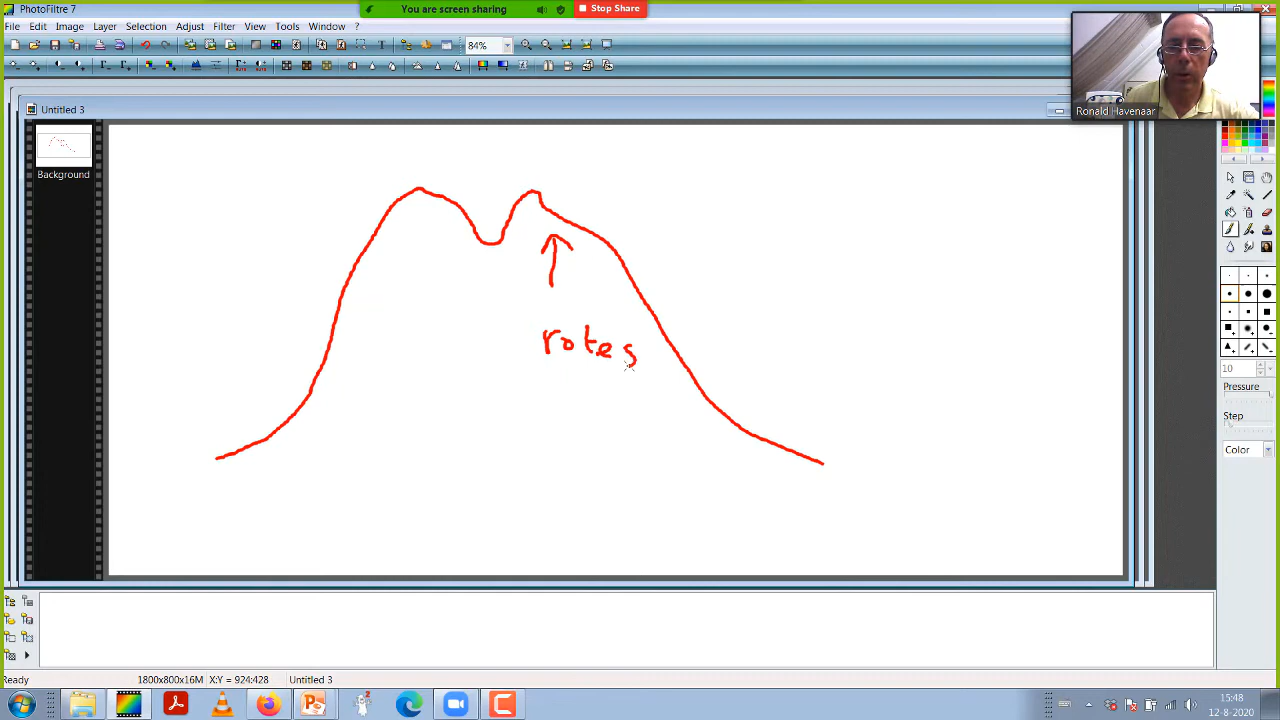 PhotoFiltre 7
You are screen sharing
Stop Share
File Edit Image Layer Selection Adjust Filter View Tools Window ?
84%
Ronald Havenaar
Untitled 3
Background
rotes
10
Pressure
Step
Color
Ready
1800x800x16M
X:Y = 924:428
Untitled 3
15:48
12-8-2020